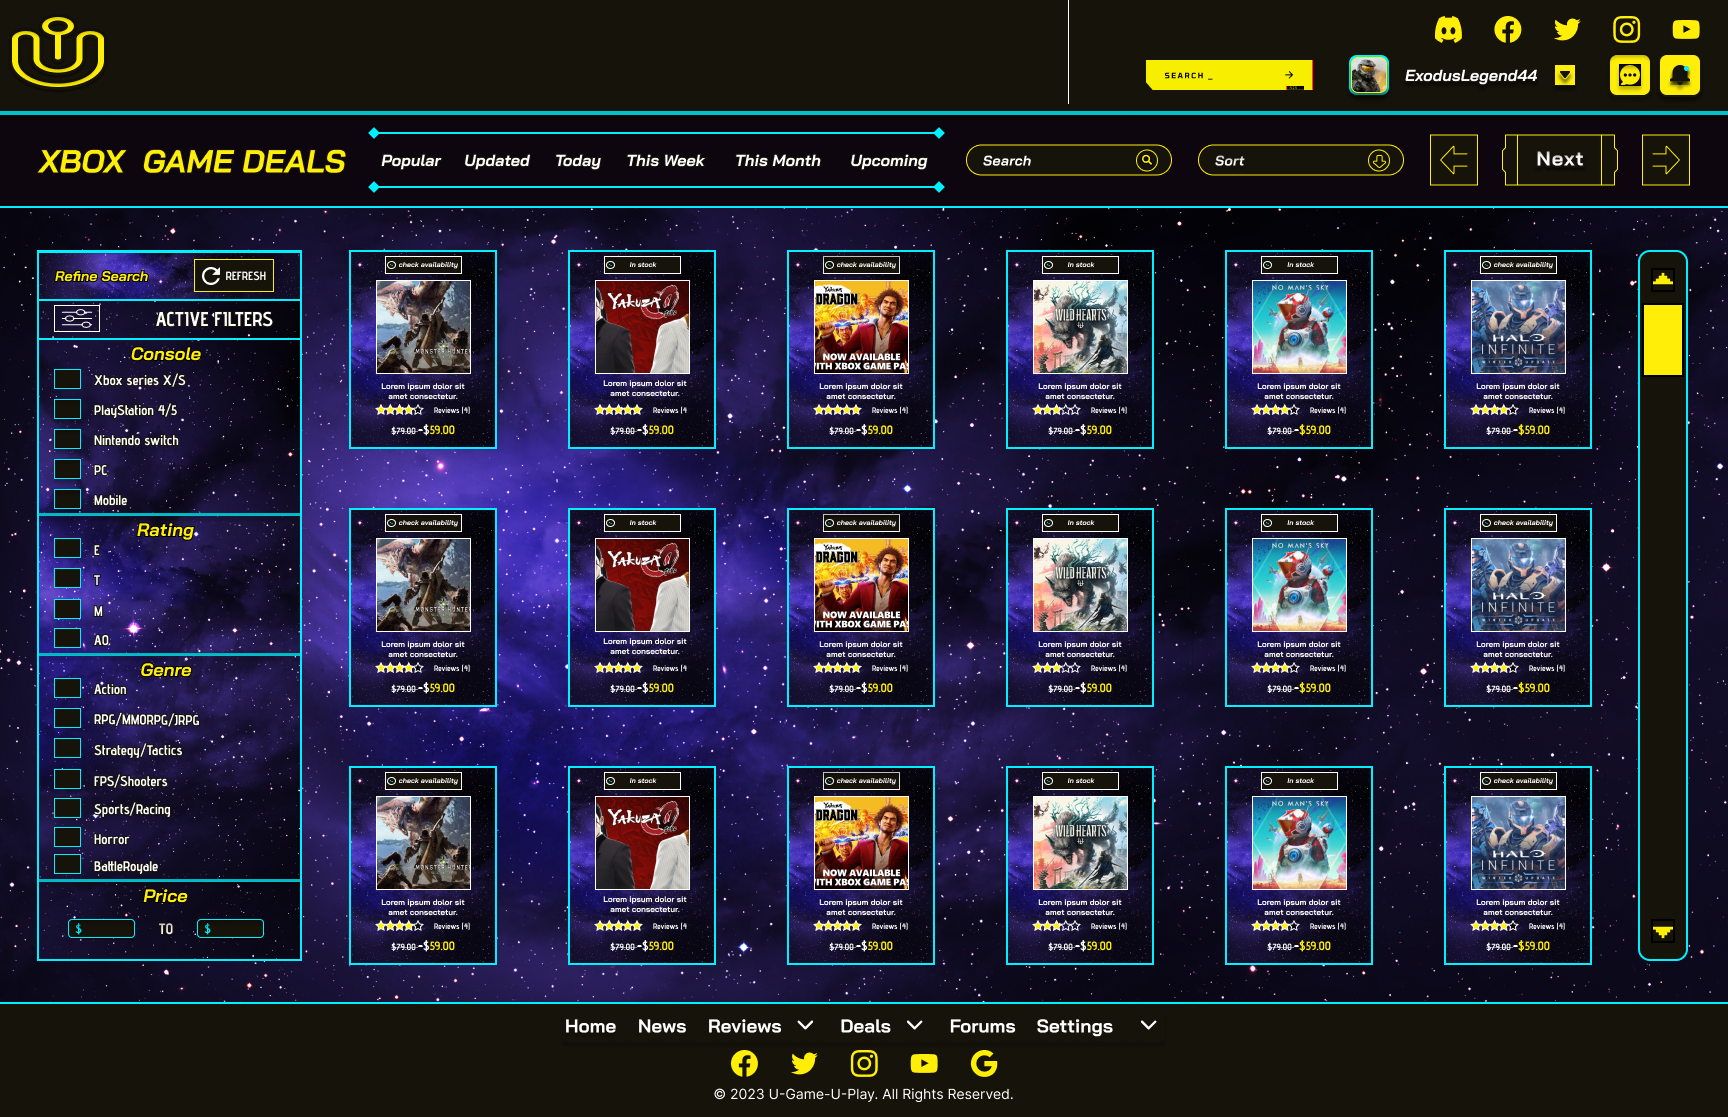 SEARCH _
ExodusLegend44
XBOX GAME DEALS
Popular Updated Today This Week This Month Upcoming
Search
Sort
Next
Refine Search
REFRESH
ACTIVE FILTERS
Console
Xbox series X/S
PlayStation 4/5
Nintendo switch
PC
Mobile
Rating
E
T
M
AO
Genre
Action
RPG/MMORPG/JRPG
Strategy/Tactics
FPS/Shooters
Sports/Racing
Horror
BattleRoyale
Price
$ TO $
check availability
MONSTER HUNTER
Lorem ipsum dolor sit
amet consectetur.
Reviews (4)
$79.00 -$59.00
In stock
YAKUZA 0
Lorem ipsum dolor sit
amet consectetur.
Reviews (4
$79.00 -$59.00
check availability
YAKUZA
DRAGON
NOW AVAILABLE
WITH XBOX GAME PAS
Lorem ipsum dolor sit
amet consectetur.
Reviews (4)
$79.00 -$59.00
In stock
WILD HEARTS
Lorem ipsum dolor sit
amet consectetur.
Reviews (4)
$79.00 -$59.00
In stock
NO MAN'S SKY
Lorem ipsum dolor sit
amet consectetur.
Reviews (4)
$79.00 -$59.00
check availability
HALO
INFINITE
WINTER UPDATE
Lorem ipsum dolor sit
amet consectetur.
Reviews (4)
$79.00 -$59.00
check availability
MONSTER HUNTER
Lorem ipsum dolor sit
amet consectetur.
Reviews (4)
$79.00 -$59.00
In stock
YAKUZA 0
Lorem ipsum dolor sit
amet consectetur.
Reviews (4
$79.00 -$59.00
check availability
YAKUZA
DRAGON
NOW AVAILABLE
WITH XBOX GAME PAS
Lorem ipsum dolor sit
amet consectetur.
Reviews (4)
$79.00 -$59.00
In stock
WILD HEARTS
Lorem ipsum dolor sit
amet consectetur.
Reviews (4)
$79.00 -$59.00
In stock
NO MAN'S SKY
Lorem ipsum dolor sit
amet consectetur.
Reviews (4)
$79.00 -$59.00
check availability
HALO
INFINITE
WINTER UPDATE
Lorem ipsum dolor sit
amet consectetur.
Reviews (4)
$79.00 -$59.00
check availability
MONSTER HUNTER
Lorem ipsum dolor sit
amet consectetur.
Reviews (4)
$79.00 -$59.00
In stock
YAKUZA 0
Lorem ipsum dolor sit
amet consectetur.
Reviews (4
$79.00 -$59.00
check availability
YAKUZA
DRAGON
NOW AVAILABLE
WITH XBOX GAME PAS
Lorem ipsum dolor sit
amet consectetur.
Reviews (4)
$79.00 -$59.00
In stock
WILD HEARTS
Lorem ipsum dolor sit
amet consectetur.
Reviews (4)
$79.00 -$59.00
In stock
NO MAN'S SKY
Lorem ipsum dolor sit
amet consectetur.
Reviews (4)
$79.00 -$59.00
check availability
HALO
INFINITE
WINTER UPDATE
Lorem ipsum dolor sit
amet consectetur.
Reviews (4)
$79.00 -$59.00
Home News Reviews Deals Forums Settings
© 2023 U-Game-U-Play. All Rights Reserved.